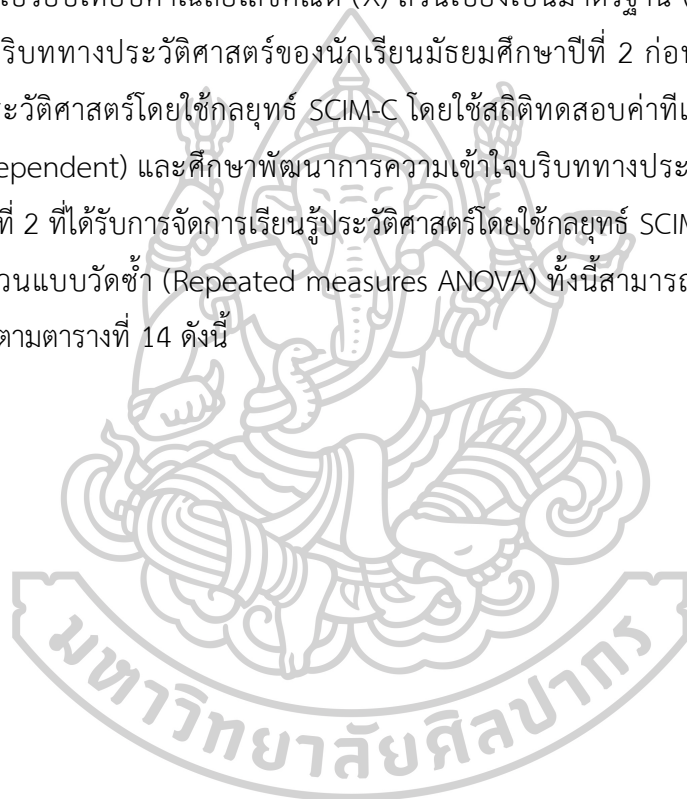 เปรียบเทียบค่าเฉลี่ยเลขคณิต (X) ส่วนเบี่ยงเบนมาตรฐาน
ริบททางประวัติศาสตร์ของนักเรียนมัธยมศึกษาปีที่ 2 ก่อน
ระวัติศาสตร์โดยใช้กลยุทธ์ SCIM-C โดยใช้สถิติทดสอบค่าที
ependent) และศึกษาพัฒนาการความเข้าใจบริบททางประ
ที่ 2 ที่ได้รับการจัดการเรียนรู้ประวัติศาสตร์โดยใช้กลยุทธ์ SCIM
วนแบบวัดซ้ำ (Repeated measures ANOVA) ทั้งนี้สามารถ
ตามตารางที่ 14 ดังนี้
มหาวิทยาลัยศิลปากร